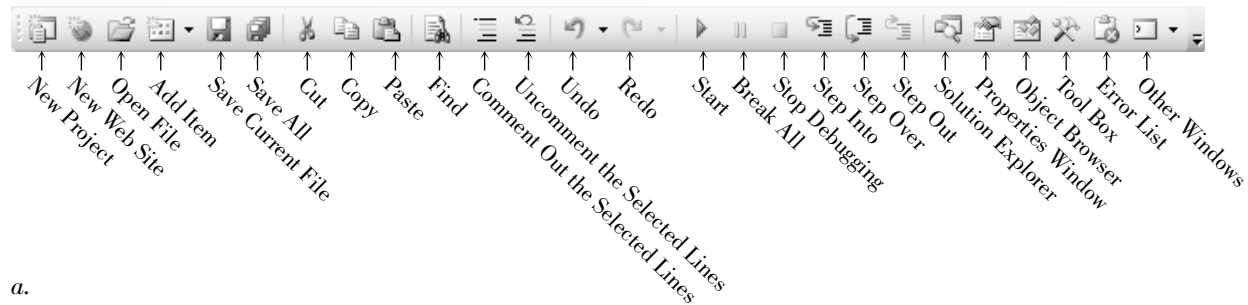 New Project
New Web Site
Open File
Add Item
Save Current File
Save All
Cut
Copy
Paste
Find
Comment Out the Selected Lines
Uncomment the Selected Lines
Undo
Redo
Start
Break All
Stop Debugging
Step Into
Step Over
Step Out
Solution Explorer
Properties Window
Object Browser
Tool Box
Error List
Other Windows
a.